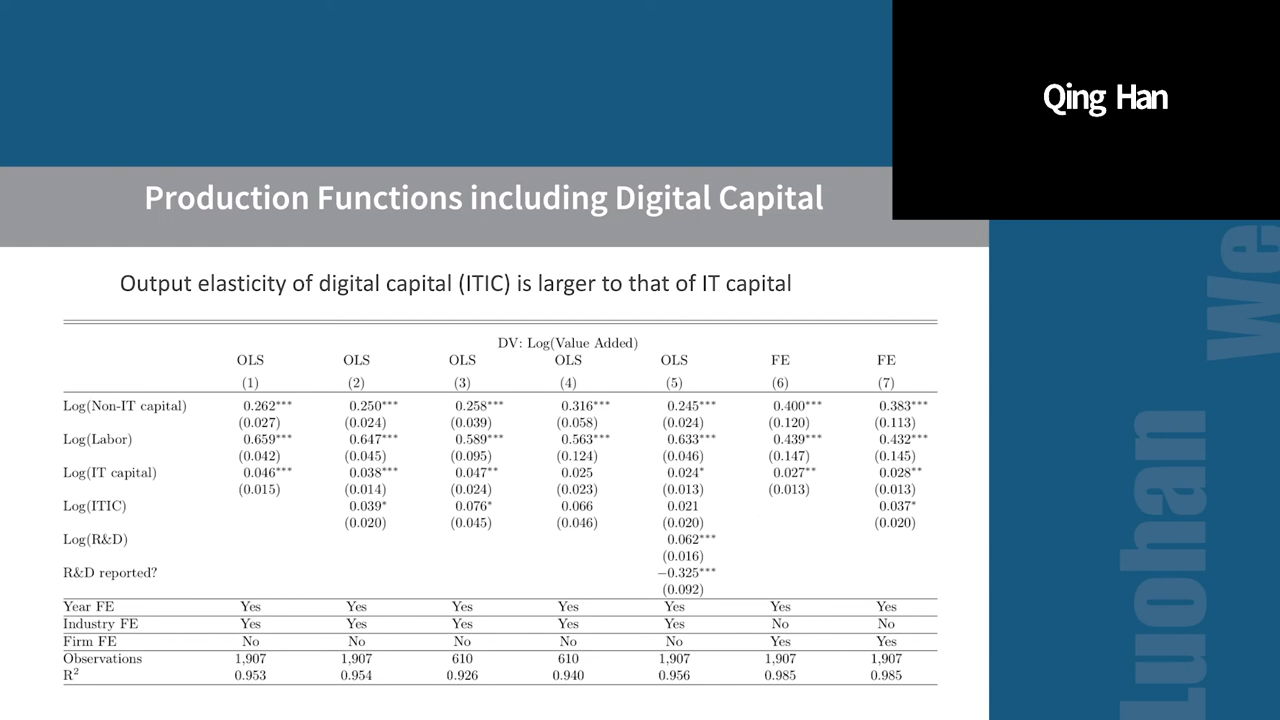 Qing Han
Production Functions including Digital Capital
Output elasticity of digital capital (ITIC) is larger to that of IT capital
DV: Log(Value Added)
OLS OLS OLS OLS OLS FE FE
(1) (2) (3) (4) (5) (6) (7)
Log(Non-IT capital) 0.262*** 0.250*** 0.258*** 0.316*** 0.245*** 0.400*** 0.383***
(0.027) (0.024) (0.039) (0.058) (0.024) (0.120) (0.113)
Log(Labor) 0.659*** 0.647*** 0.589*** 0.563*** 0.633*** 0.439*** 0.432***
(0.042) (0.045) (0.095) (0.124) (0.046) (0.147) (0.145)
Log(IT capital) 0.046*** 0.038*** 0.047** 0.025 0.024* 0.027** 0.028**
(0.015) (0.014) (0.024) (0.023) (0.013) (0.013) (0.013)
Log(ITIC) 0.039* 0.076* 0.066 0.021 0.037*
(0.020) (0.045) (0.046) (0.020) (0.020)
Log(R&D) 0.062***
(0.016)
R&D reported? −0.325***
(0.092)
Year FE Yes Yes Yes Yes Yes Yes Yes
Industry FE Yes Yes Yes Yes Yes No No
Firm FE No No No No No Yes Yes
Observations 1,907 1,907 610 610 1,907 1,907 1,907
R² 0.953 0.954 0.926 0.940 0.956 0.985 0.985
Luohan We